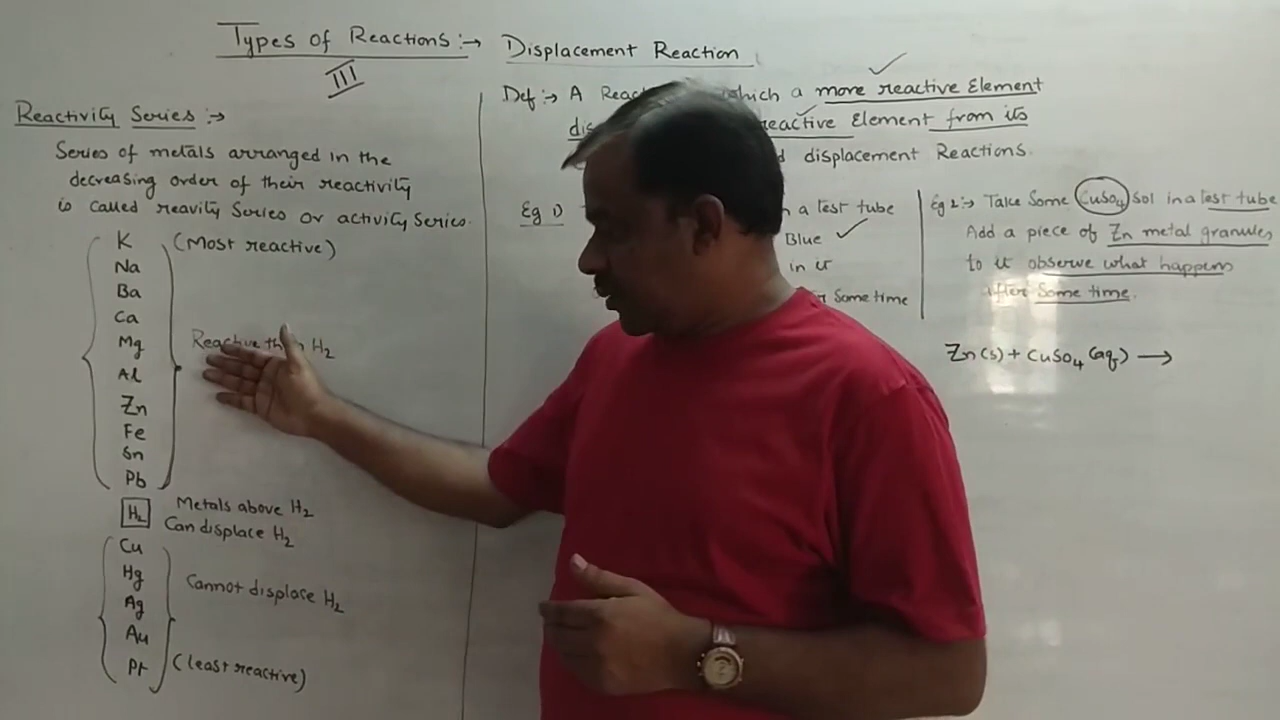 Types of Reactions :→ Displacement Reaction
III
Reactivity Series :→
Series of metals arranged in the
decreasing order of their reactivity
is called reavity Series or activity Series.
K (Most reactive)
Na
Ba
Ca
Mg Reactive than H2
Al
Zn
Fe
Sn
Pb
H2 Metals above H2
Can displace H2
Cu
Hg Cannot displace H2
Ag
Au
Pt (least reactive)
Def :→ A which a more reactive Element
reactive Element from its
displacement Reactions.
Eg 1) a test tube
Blue
in it
Some time
Eg 2 :→ Take Some CuSO4 Sol in a test tube
Add a piece of Zn metal granules
to it observe what happens
after Some time.
Zn(s) + CuSO4(aq) →